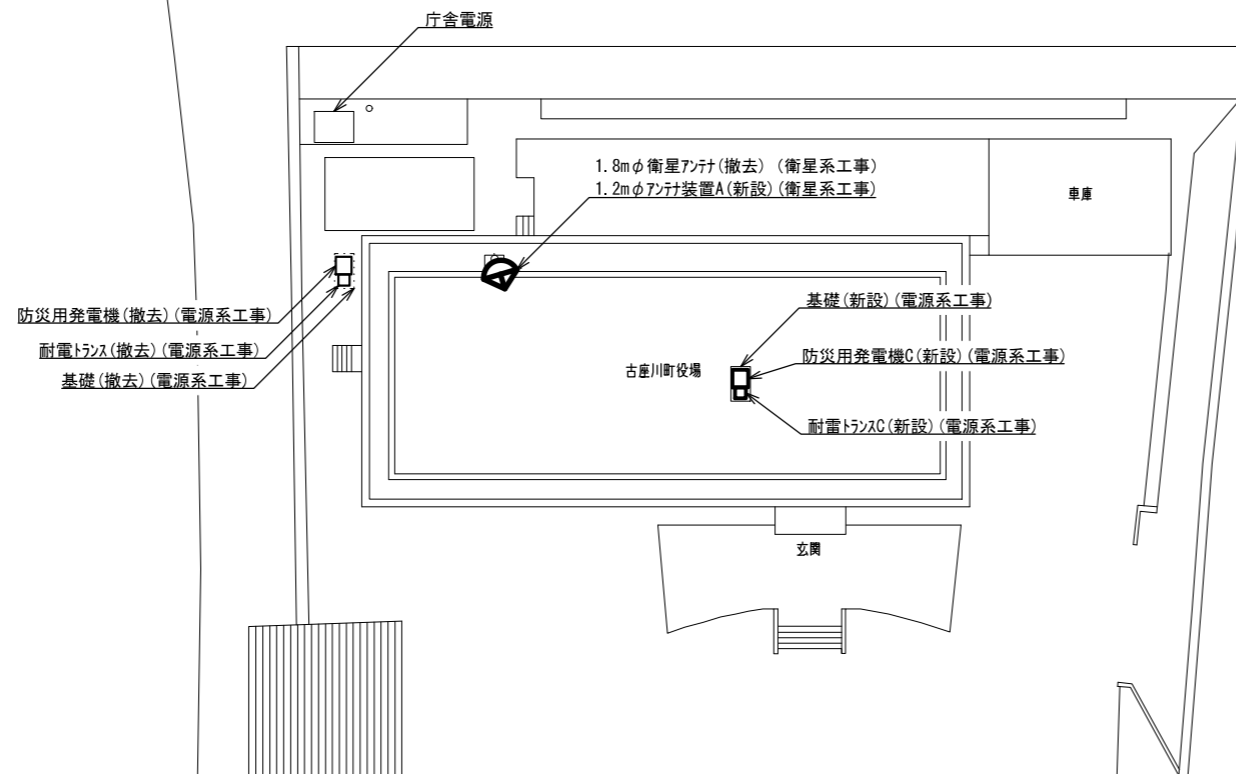 庁舎電源
1.8mφ衛星ｱﾝﾃﾅ(撤去) (衛星系工事)
1.2mφｱﾝﾃﾅ装置A(新設)(衛星系工事)
車庫
防災用発電機(撤去)(電源系工事)
耐電ﾄﾗﾝｽ(撤去)(電源系工事)
基礎(撤去)(電源系工事)
基礎(新設)(電源系工事)
防災用発電機C(新設)(電源系工事)
耐雷ﾄﾗﾝｽC(新設)(電源系工事)
古座川町役場
玄関